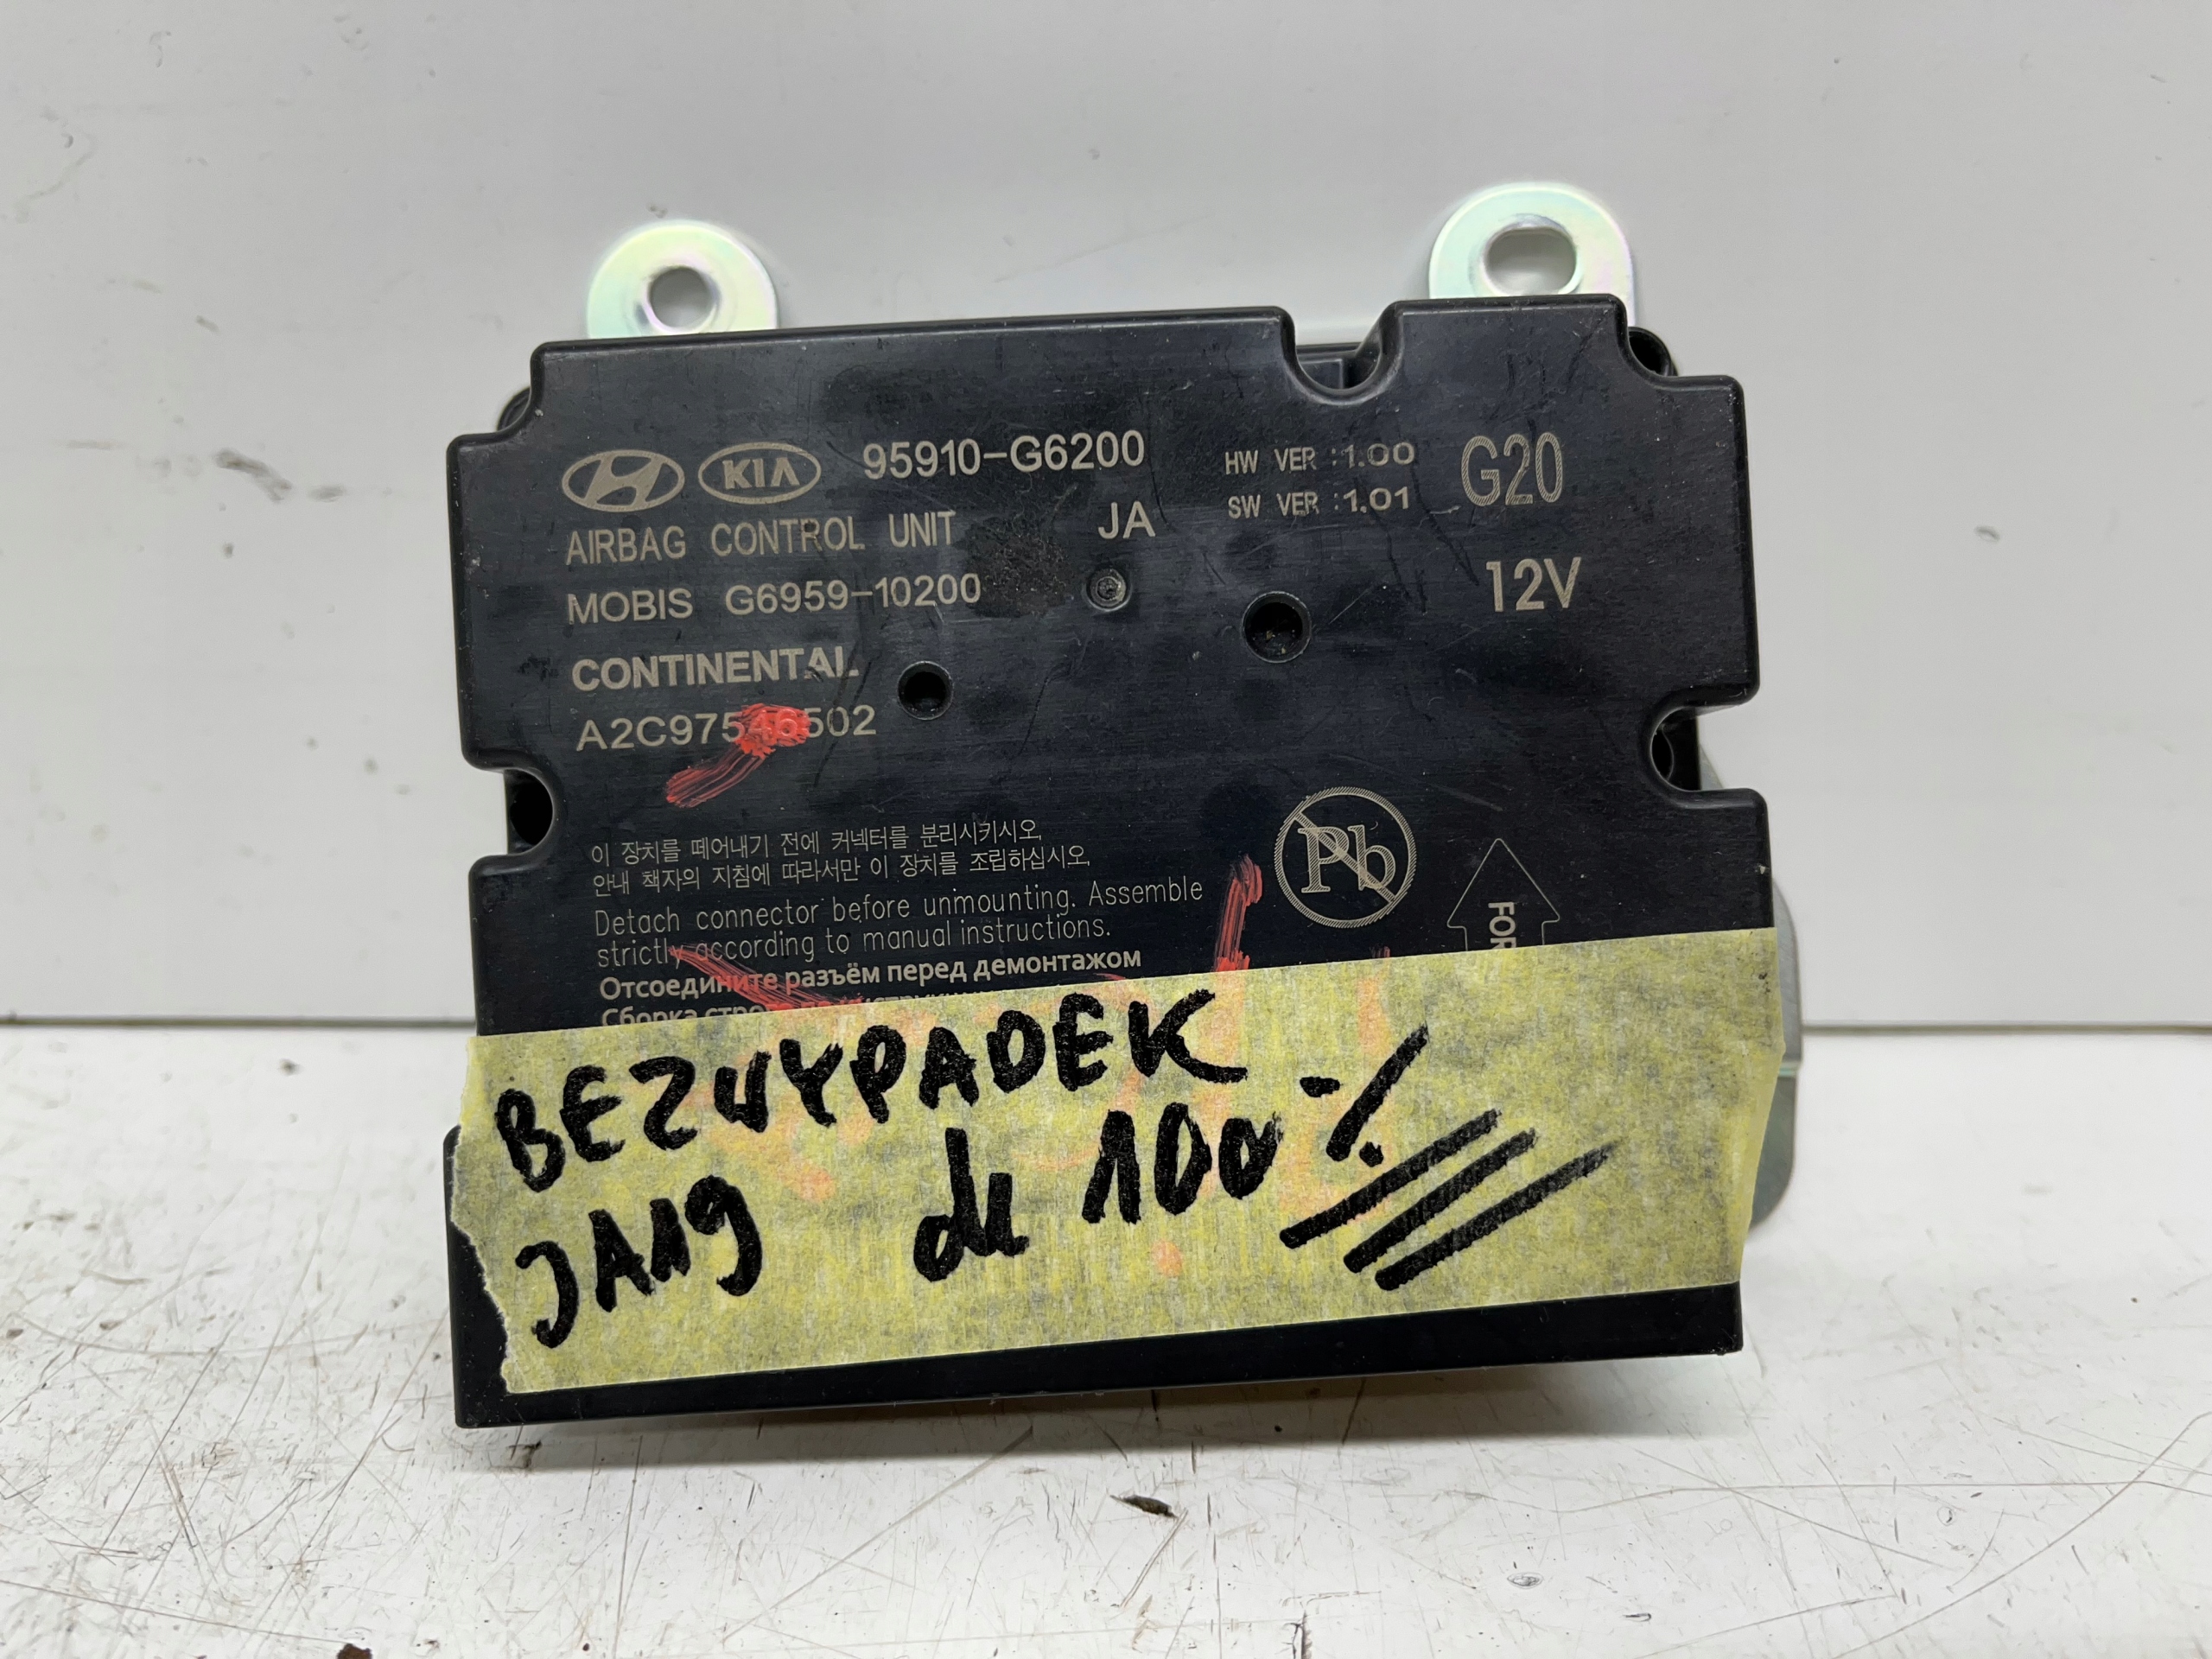 KIA 95910-G6200 HW VER :1.00 G20
JA SW VER :1.01
AIRBAG CONTROL UNIT
MOBIS G6959-10200 12V
CONTINENTAL
A2C97546502
이 장치를 떼어내기 전에 커넥터를 분리시키시오.
안내 책자의 지침에 따라서만 이 장치를 조립하십시오.
Pb
Detach connector before unmounting. Assemble
strictly according to manual instructions.
FOR
Отсоедините разъём перед демонтажом
Сборка
BEZWYPADEK
JAN9 100 %